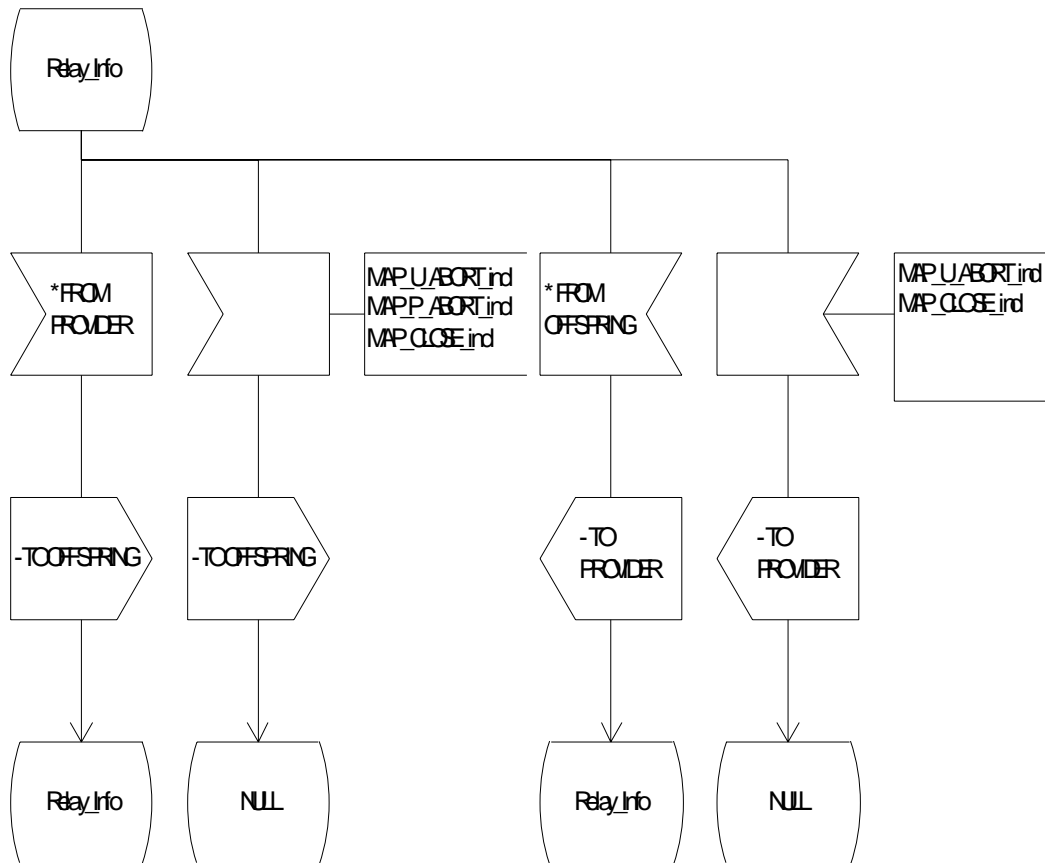 Relay_Info
*FROM
PROVIDER
MAP_U_ABORT_ind
MAP_P_ABORT_ind
MAP_CLOSE_ind
* FROM
OFFSPRING
MAP_U_ABORT_ind
MAP_CLOSE_ind
-TO OFFSPRING
-TO OFFSPRING
- TO
PROVIDER
- TO
PROVIDER
Relay_Info
NULL
Relay_Info
NULL